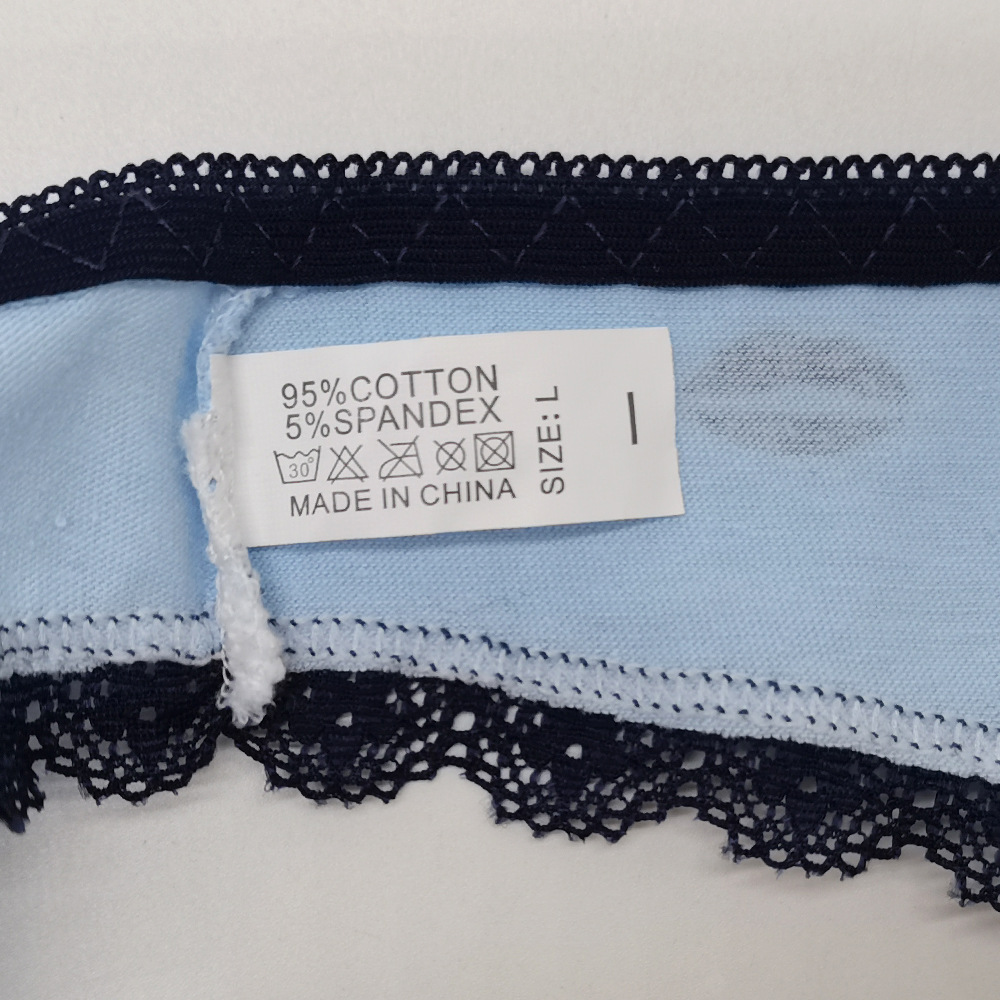 95%COTTON
5%SPANDEX
30°
MADE IN CHINA
SIZE: L